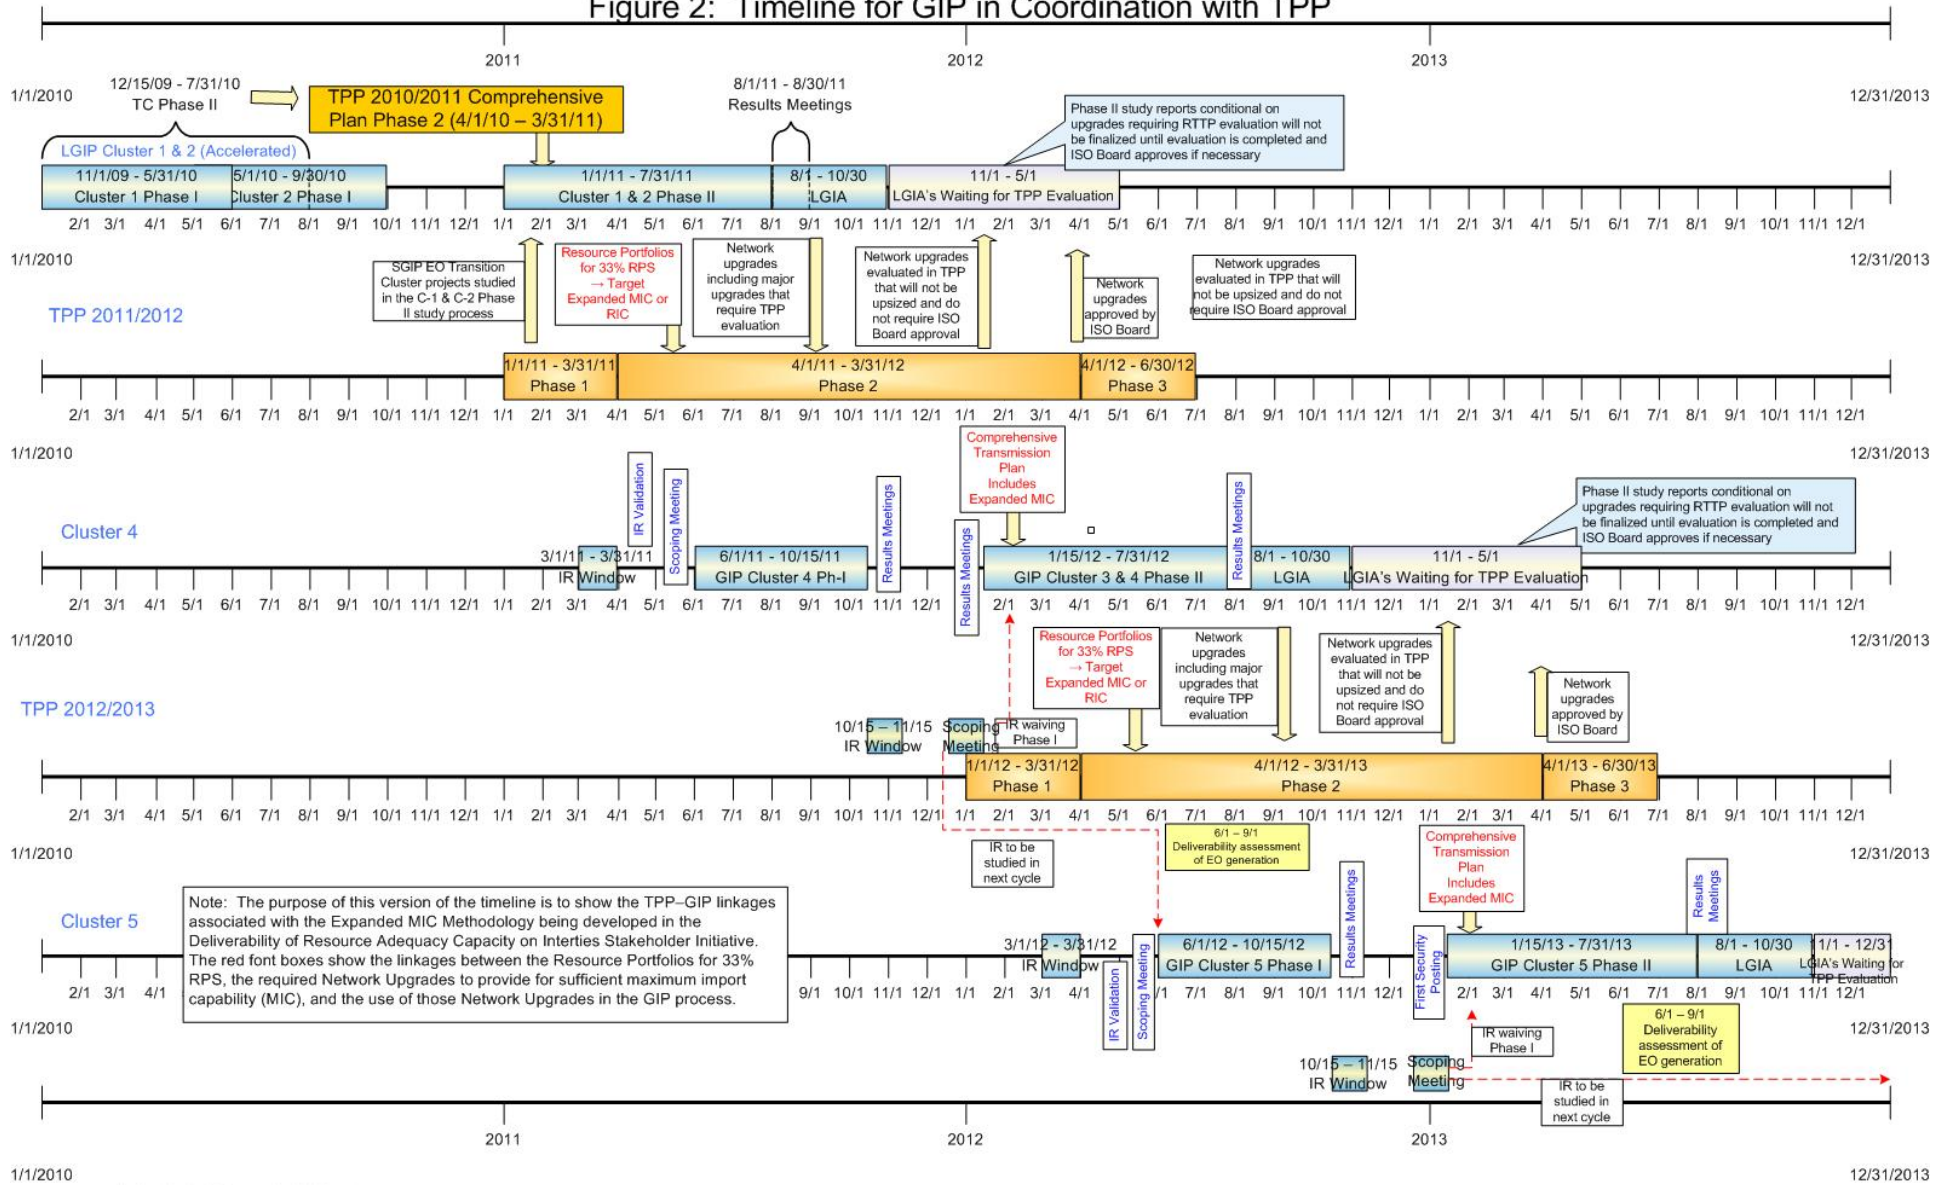 Figure 2: Timeline for GIP in Coordination with TPP
2011
2012
2013
1/1/2010
12/31/2013
12/15/09 - 7/31/10
TC Phase II
TPP 2010/2011 Comprehensive
Plan Phase 2 (4/1/10 – 3/31/11)
8/1/11 - 8/30/11
Results Meetings
Phase II study reports conditional on
upgrades requiring RTTP evaluation will not
be finalized until evaluation is completed and
ISO Board approves if necessary
LGIP Cluster 1 & 2 (Accelerated)
11/1/09 - 5/31/10
Cluster 1 Phase I
5/1/10 - 9/30/10
Cluster 2 Phase I
1/1/11 - 7/31/11
Cluster 1 & 2 Phase II
8/1 - 10/30
LGIA
11/1 - 5/1
LGIA's Waiting for TPP Evaluation
2/1 3/1 4/1 5/1 6/1 7/1 8/1 9/1 10/1 11/1 12/1 1/1 2/1 3/1 4/1 5/1 6/1 7/1 8/1 9/1 10/1 11/1 12/1 1/1 2/1 3/1 4/1 5/1 6/1 7/1 8/1 9/1 10/1 11/1 12/1 1/1 2/1 3/1 4/1 5/1 6/1 7/1 8/1 9/1 10/1 11/1 12/1
1/1/2010
12/31/2013
SGIP EO Transition
Cluster projects studied
in the C-1 & C-2 Phase
II study process
Resource Portfolios
for 33% RPS
→ Target
Expanded MIC or
RIC
Network
upgrades
including major
upgrades that
require TPP
evaluation
Network upgrades
evaluated in TPP
that will not be
upsized and do
not require ISO
Board approval
Network
upgrades
approved by
ISO Board
Network upgrades
evaluated in TPP that will
not be upsized and do not
require ISO Board approval
TPP 2011/2012
1/1/11 - 3/31/11
Phase 1
4/1/11 - 3/31/12
Phase 2
4/1/12 - 6/30/12
Phase 3
2/1 3/1 4/1 5/1 6/1 7/1 8/1 9/1 10/1 11/1 12/1 1/1 2/1 3/1 4/1 5/1 6/1 7/1 8/1 9/1 10/1 11/1 12/1 1/1 2/1 3/1 4/1 5/1 6/1 7/1 8/1 9/1 10/1 11/1 12/1 1/1 2/1 3/1 4/1 5/1 6/1 7/1 8/1 9/1 10/1 11/1 12/1
1/1/2010
12/31/2013
Comprehensive
Transmission
Plan
Includes
Expanded MIC
Phase II study reports conditional on
upgrades requiring RTTP evaluation will not
be finalized until evaluation is completed and
ISO Board approves if necessary
Cluster 4
3/1/11 - 3/31/11
IR Window
IR Validation
Scoping Meeting
6/1/11 - 10/15/11
GIP Cluster 4 Ph-I
Results Meetings
Results Meetings
1/15/12 - 7/31/12
GIP Cluster 3 & 4 Phase II
Results Meetings
8/1 - 10/30
LGIA
11/1 - 5/1
LGIA's Waiting for TPP Evaluation
2/1 3/1 4/1 5/1 6/1 7/1 8/1 9/1 10/1 11/1 12/1 1/1 2/1 3/1 4/1 5/1 6/1 7/1 8/1 9/1 10/1 11/1 12/1 2/1 3/1 4/1 5/1 6/1 7/1 8/1 9/1 10/1 11/1 12/1 1/1 2/1 3/1 4/1 5/1 6/1 7/1 8/1 9/1 10/1 11/1 12/1
1/1/2010
12/31/2013
Resource Portfolios
for 33% RPS
→ Target
Expanded MIC or
RIC
Network
upgrades
including major
upgrades that
require TPP
evaluation
Network upgrades
evaluated in TPP
that will not be
upsized and do
not require ISO
Board approval
Network
upgrades
approved by
ISO Board
TPP 2012/2013
10/15 – 11/15
IR Window
Scoping
Meeting
IR waiving
Phase I
1/1/12 - 3/31/12
Phase 1
4/1/12 - 3/31/13
Phase 2
4/1/13 - 6/30/13
Phase 3
2/1 3/1 4/1 5/1 6/1 7/1 8/1 9/1 10/1 11/1 12/1 1/1 2/1 3/1 4/1 5/1 6/1 7/1 8/1 9/1 10/1 11/1 12/1 1/1 2/1 3/1 4/1 5/1 6/1 7/1 8/1 9/1 10/1 11/1 12/1 1/1 2/1 3/1 4/1 5/1 6/1 7/1 8/1 9/1 10/1 11/1 12/1
1/1/2010
12/31/2013
IR to be
studied in
next cycle
6/1 – 9/1
Deliverability assessment
of EO generation
Comprehensive
Transmission
Plan
Includes
Expanded MIC
Cluster 5
Note: The purpose of this version of the timeline is to show the TPP–GIP linkages
associated with the Expanded MIC Methodology being developed in the
Deliverability of Resource Adequacy Capacity on Interties Stakeholder Initiative.
The red font boxes show the linkages between the Resource Portfolios for 33%
RPS, the required Network Upgrades to provide for sufficient maximum import
capability (MIC), and the use of those Network Upgrades in the GIP process.
3/1/12 - 3/31/12
IR Window
IR Validation
Scoping Meeting
6/1/12 - 10/15/12
GIP Cluster 5 Phase I
Results Meetings
First Security
Posting
1/15/13 - 7/31/13
GIP Cluster 5 Phase II
Results
Meetings
8/1 - 10/30
LGIA
11/1 - 12/31
LGIA's Waiting for
TPP Evaluation
2/1 3/1 4/1 9/1 10/1 11/1 12/1 1/1 2/1 3/1 4/1 7/1 8/1 9/1 10/1 11/1 12/1 2/1 3/1 4/1 5/1 6/1 7/1 8/1 9/1 10/1 11/1 12/1
1/1/2010
12/31/2013
IR waiving
Phase I
6/1 – 9/1
Deliverability
assessment of
EO generation
10/15 – 11/15
IR Window
Scoping
Meeting
IR to be
studied in
next cycle
2011
2012
2013
1/1/2010
12/31/2013